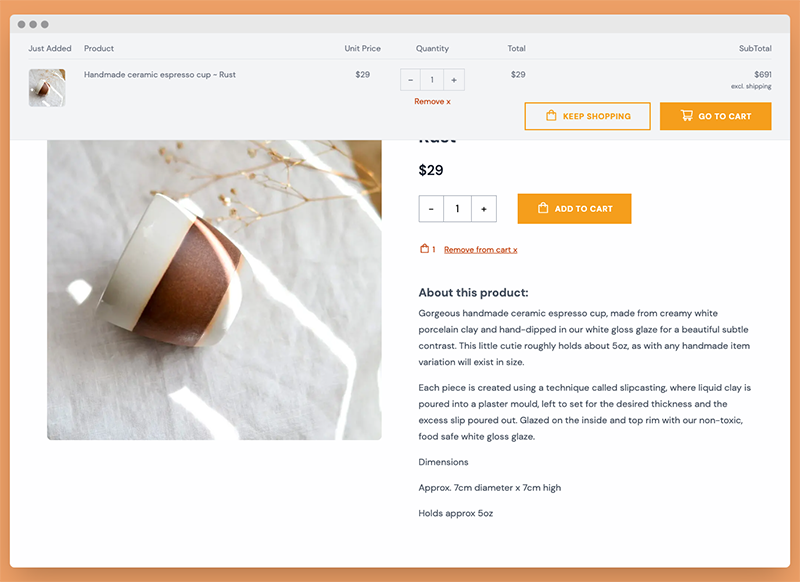 Just Added Product Unit Price Quantity Total SubTotal
Handmade ceramic espresso cup ~ Rust $29 - 1 + $29 $691
excl. shipping
Remove x
KEEP SHOPPING GO TO CART
Rust
$29
- 1 + ADD TO CART
1 Remove from cart x
About this product:
Gorgeous handmade ceramic espresso cup, made from creamy white
porcelain clay and hand-dipped in our white gloss glaze for a beautiful subtle
contrast. This little cutie roughly holds about 5oz, as with any handmade item
variation will exist in size.
Each piece is created using a technique called slipcasting, where liquid clay is
poured into a plaster mould, left to set for the desired thickness and the
excess slip poured out. Glazed on the inside and top rim with our non-toxic,
food safe white gloss glaze.
Dimensions
Approx. 7cm diameter x 7cm high
Holds approx 5oz